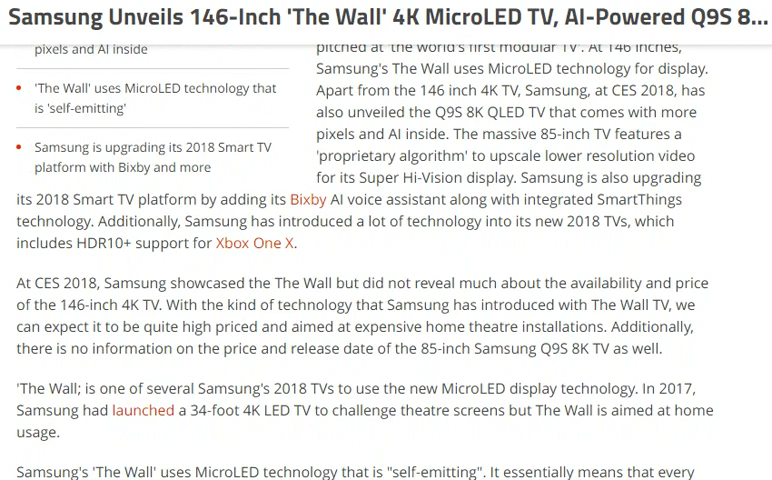 Samsung Unveils 146-Inch 'The Wall' 4K MicroLED TV, AI-Powered Q9S 8...
pixels and AI inside
'The Wall' uses MicroLED technology that
is 'self-emitting'
Samsung is upgrading its 2018 Smart TV
platform with Bixby and more
pitched at 'the world's first modular TV'. At 146 inches,
Samsung's The Wall uses MicroLED technology for display.
Apart from the 146 inch 4K TV, Samsung, at CES 2018, has
also unveiled the Q9S 8K QLED TV that comes with more
pixels and AI inside. The massive 85-inch TV features a
'proprietary algorithm' to upscale lower resolution video
for its Super Hi-Vision display. Samsung is also upgrading
its 2018 Smart TV platform by adding its Bixby AI voice assistant along with integrated SmartThings
technology. Additionally, Samsung has introduced a lot of technology into its new 2018 TVs, which
includes HDR10+ support for Xbox One X.
At CES 2018, Samsung showcased the The Wall but did not reveal much about the availability and price
of the 146-inch 4K TV. With the kind of technology that Samsung has introduced with The Wall TV, we
can expect it to be quite high priced and aimed at expensive home theatre installations. Additionally,
there is no information on the price and release date of the 85-inch Samsung Q9S 8K TV as well.
'The Wall; is one of several Samsung's 2018 TVs to use the new MicroLED display technology. In 2017,
Samsung had launched a 34-foot 4K LED TV to challenge theatre screens but The Wall is aimed at home
usage.
Samsung's 'The Wall' uses MicroLED technology that is "self-emitting". It essentially means that every